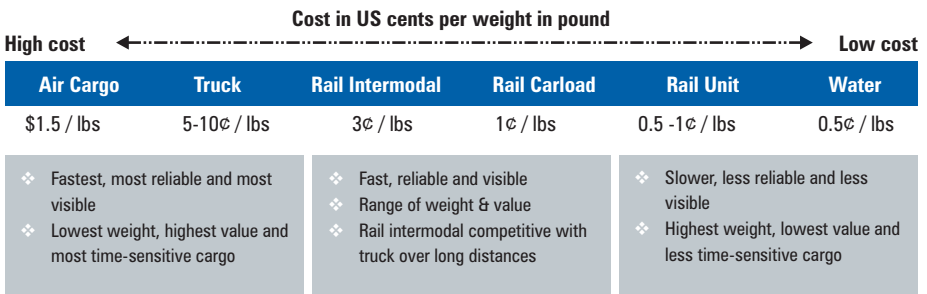 Cost in US cents per weight in pound
High cost Low cost
Air Cargo Truck Rail Intermodal Rail Carload Rail Unit Water
$1.5 / lbs 5-10¢ / lbs 3¢ / lbs 1¢ / lbs 0.5 -1¢ / lbs 0.5¢ / lbs
❖ Fastest, most reliable and most
visible
❖ Lowest weight, highest value and
most time-sensitive cargo
❖ Fast, reliable and visible
❖ Range of weight & value
❖ Rail intermodal competitive with
truck over long distances
❖ Slower, less reliable and less
visible
❖ Highest weight, lowest value and
less time-sensitive cargo